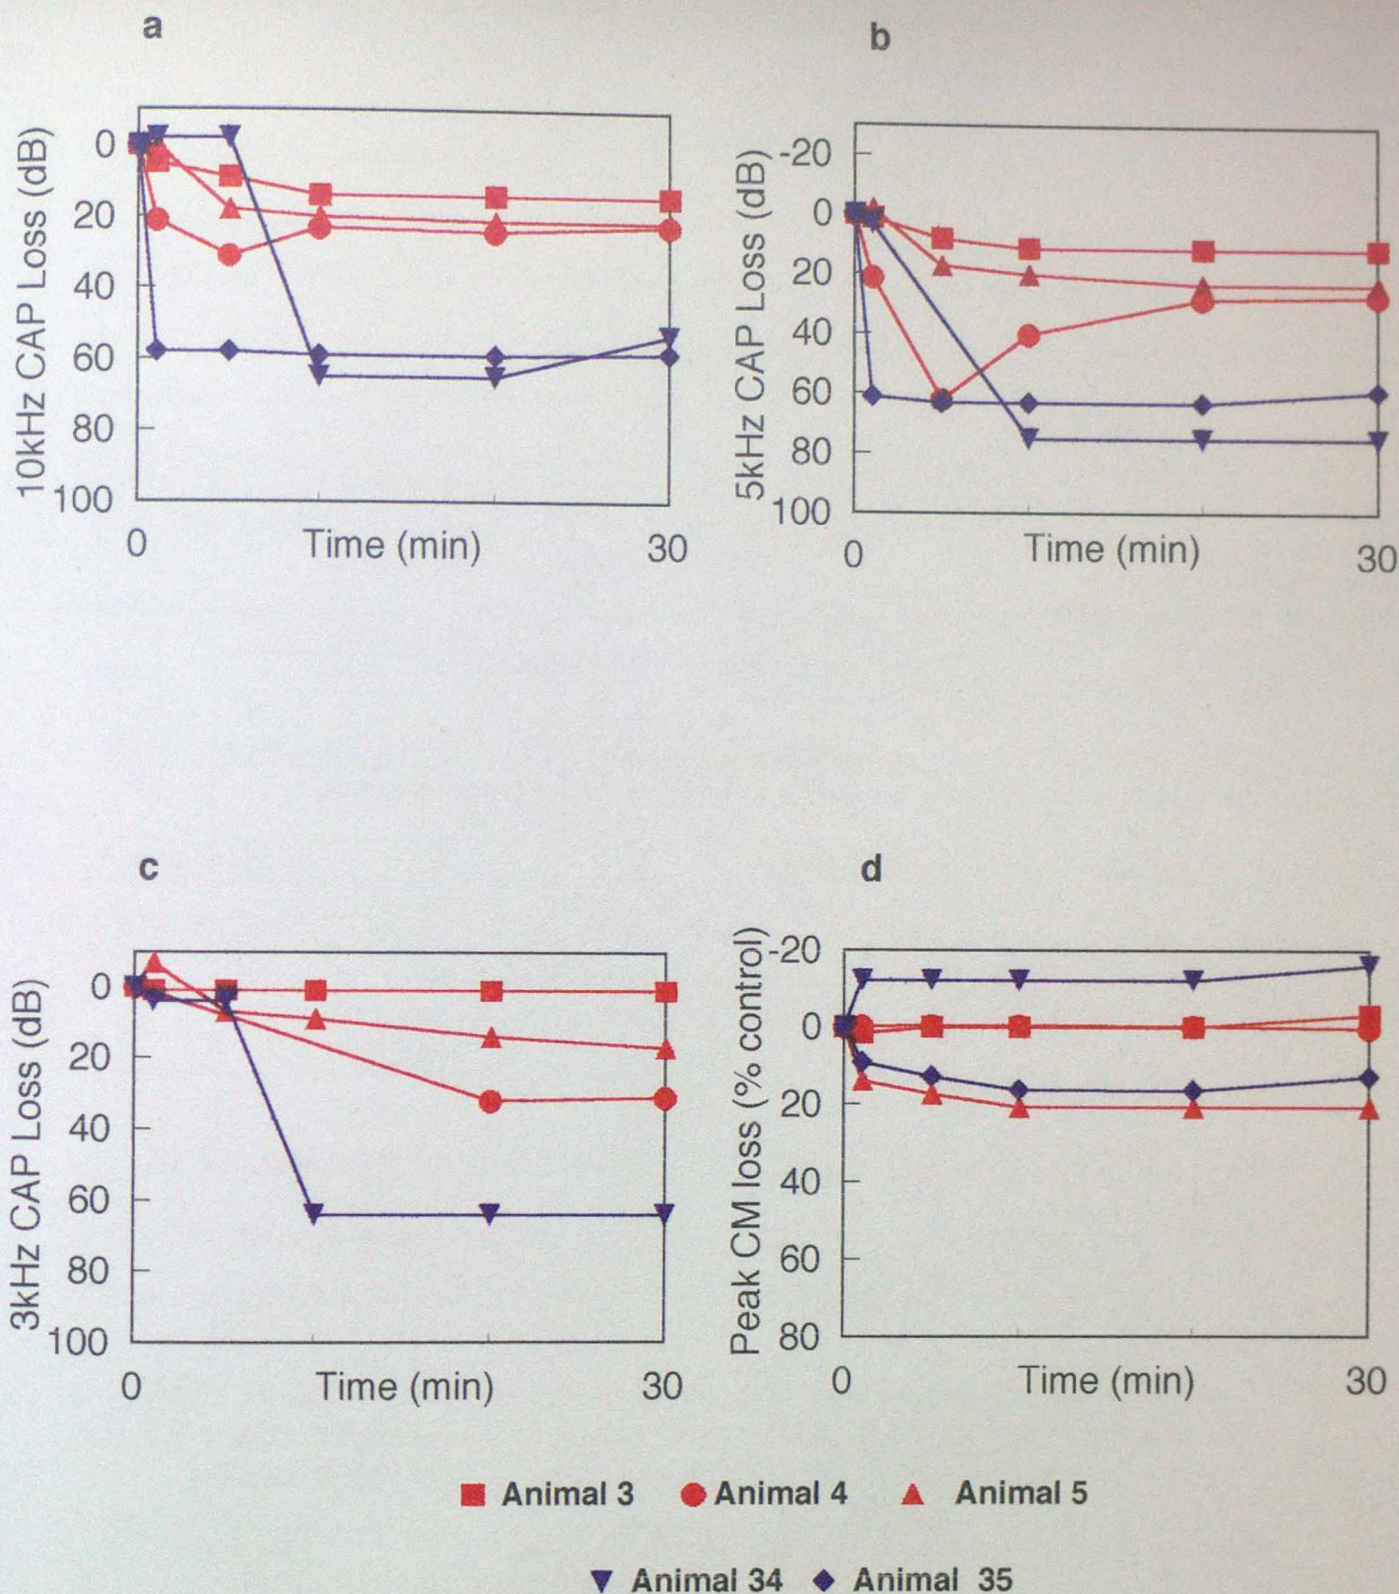 a
b
10kHz CAP Loss (dB)
0
20
40
60
80
100
0
Time (min)
30
5kHz CAP Loss (dB)
-20
0
20
40
60
80
100
0
Time (min)
30
c
d
3kHz CAP Loss (dB)
0
20
40
60
80
100
0
Time (min)
30
Peak CM loss (% control)
-20
0
20
40
60
80
0
Time (min)
30
Animal 3 Animal 4 Animal 5
Animal 34 Animal 35